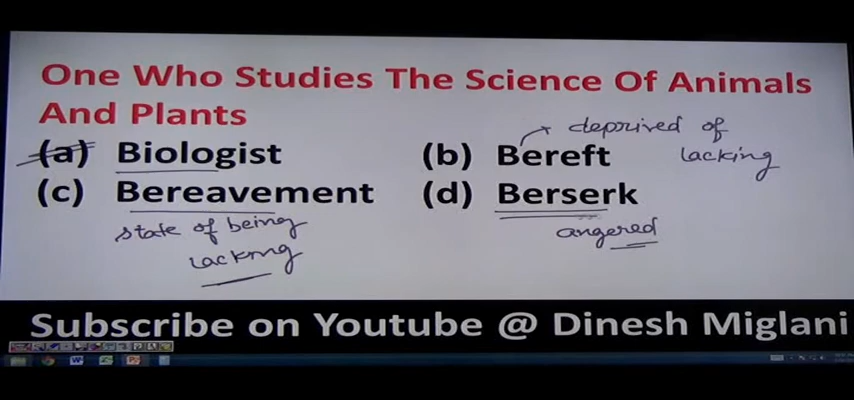 One Who Studies The Science Of Animals
And Plants
deprived of
lacking
(a) Biologist (b) Bereft
(c) Bereavement (d) Berserk
state of being
lacking
angered
Subscribe on Youtube @ Dinesh Miglani